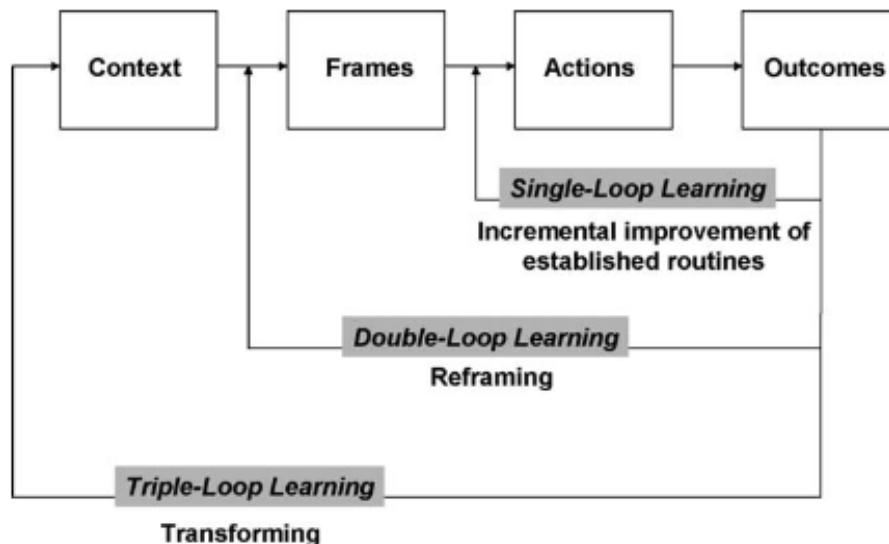 Context
Frames
Actions
Outcomes
Single-Loop Learning
Incremental improvement of
established routines
Double-Loop Learning
Reframing
Triple-Loop Learning
Transforming